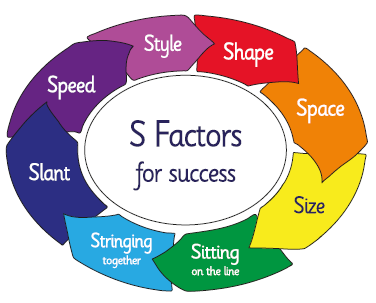 S Factors
for success
Style
Shape
Space
Size
Sitting
on the line
Stringing
together
Slant
Speed